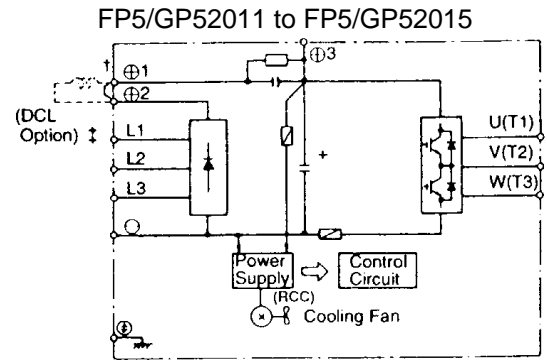 FP5/GP52011 to FP5/GP52015
†
⊕1
⊕2
⊕3
(DCL
Option) ‡
L1
L2
L3
⊖
+
U(T1)
V(T2)
W(T3)
Power
Supply
(RCC)
Control
Circuit
Cooling Fan